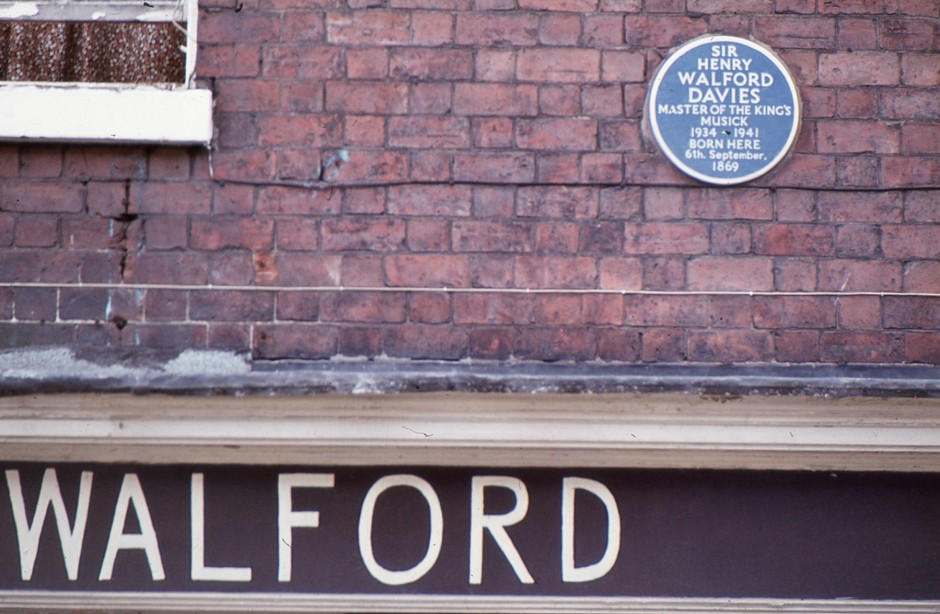 SIR
HENRY
WALFORD
DAVIES
MASTER OF THE KING'S
MUSICK
1934 - 1941
BORN HERE
6th. September.
1869
WALFORD